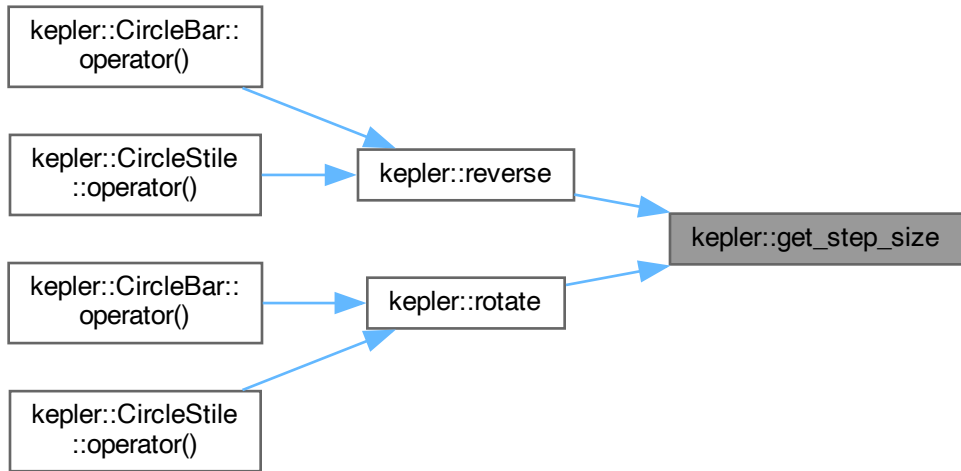 kepler::CircleBar::
operator()
kepler::CircleStile
::operator()
kepler::reverse
kepler::get_step_size
kepler::CircleBar::
operator()
kepler::rotate
kepler::CircleStile
::operator()